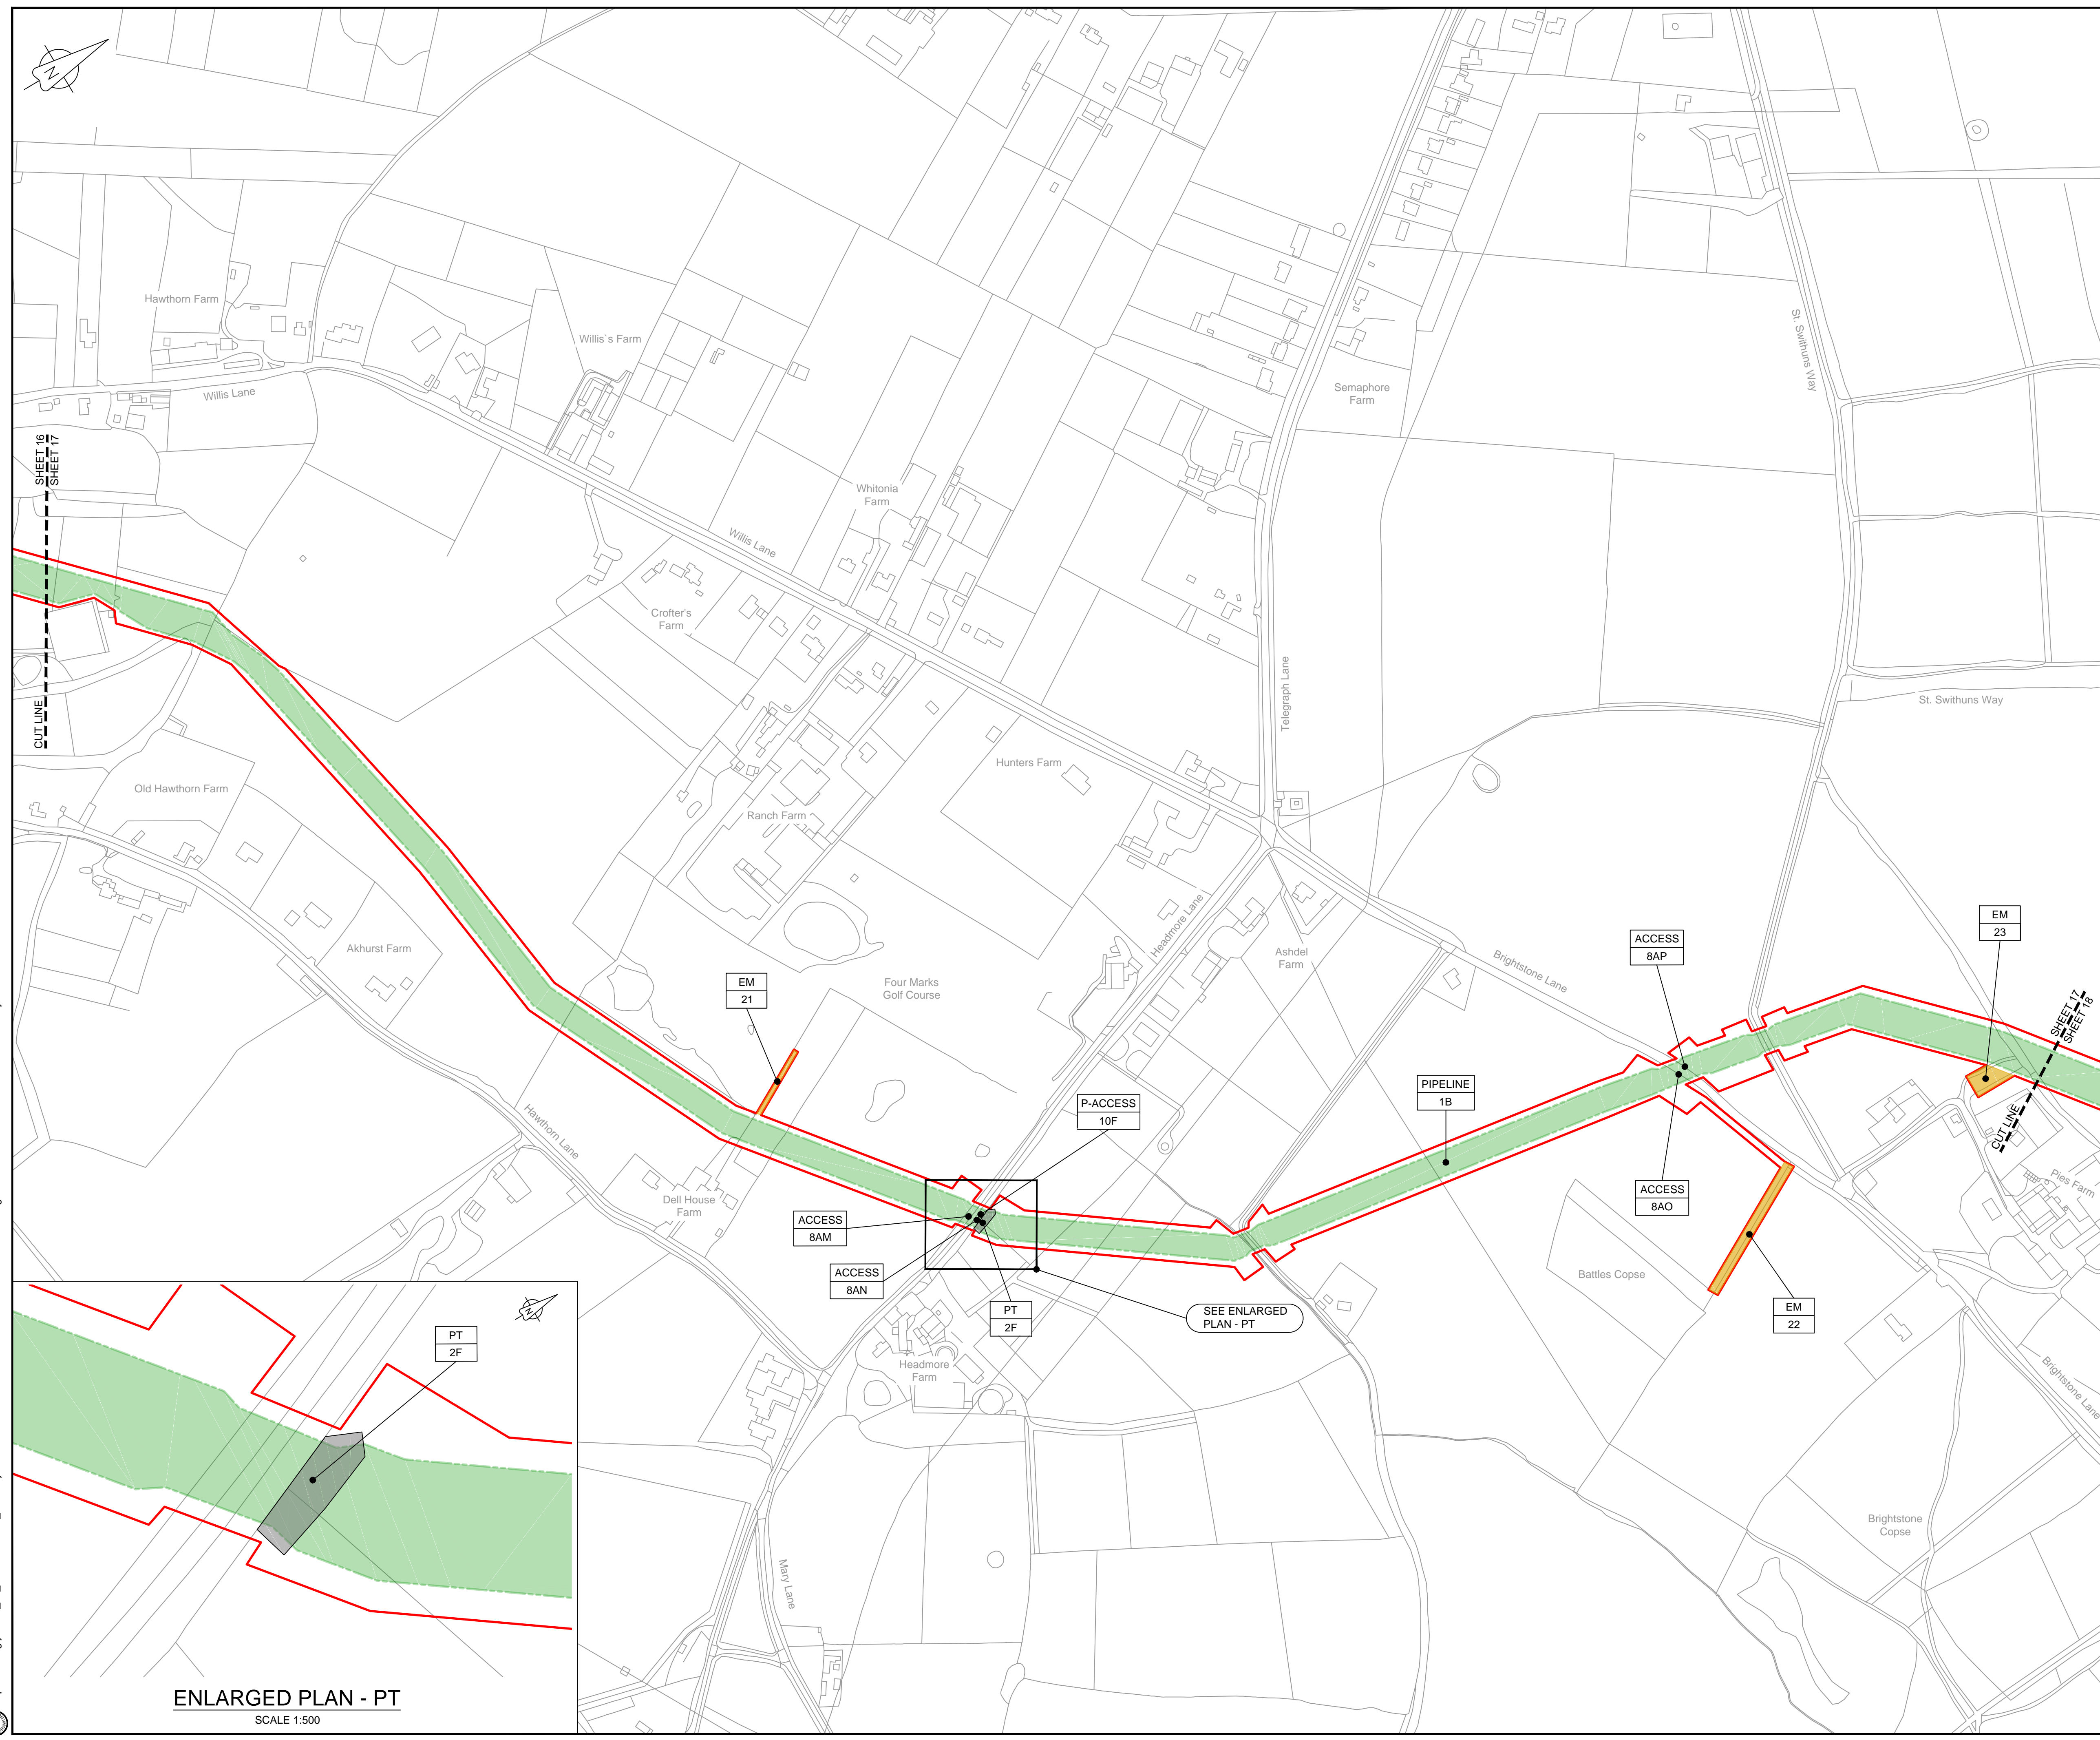 N
Hawthorn Farm
Willis Lane
Willis`s Farm
Semaphore
Farm
St. Swithuns Way
SHEET 16
SHEET 17
CUT LINE
Whitonia
Farm
Willis Lane
Crofter's
Farm
Telegraph Lane
St. Swithuns Way
Hunters Farm
Old Hawthorn Farm
Ranch Farm
Akhurst Farm
Headmore Lane
Ashdel
Farm
Brightstone Lane
Four Marks
Golf Course
EM
21
ACCESS
8AP
EM
23
SHEET 17
SHEET 18
CUT LINE
PIPELINE
1B
P-ACCESS
10F
Hawthorn Lane
Dell House
Farm
ACCESS
8AM
ACCESS
8AN
PT
2F
SEE ENLARGED
PLAN - PT
ACCESS
8AO
Battles Copse
EM
22
Pies Farm
Headmore
Farm
Brightstone Lane
Brightstone
Copse
Mary Lane
N
PT
2F
ENLARGED PLAN - PT
SCALE 1:500